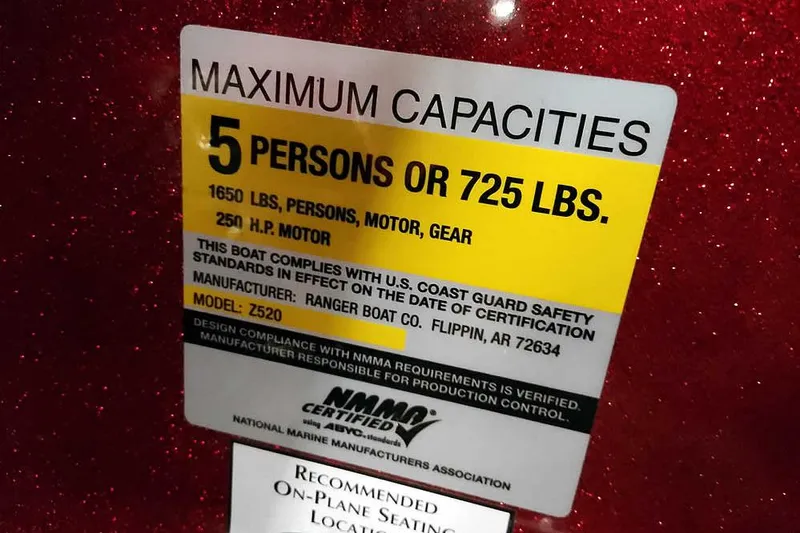 MAXIMUM CAPACITIES
5 PERSONS OR 725 LBS.
1650 LBS, PERSONS, MOTOR, GEAR
250 H.P. MOTOR
THIS BOAT COMPLIES WITH U.S. COAST GUARD SAFETY
STANDARDS IN EFFECT ON THE DATE OF CERTIFICATION
MANUFACTURER: RANGER BOAT CO. FLIPPIN, AR 72634
MODEL: Z520
DESIGN COMPLIANCE WITH NMMA REQUIREMENTS IS VERIFIED.
MANUFACTURER RESPONSIBLE FOR PRODUCTION CONTROL.
NMMA®
CERTIFIED
using ABYC standards
NATIONAL MARINE MANUFACTURERS ASSOCIATION
RECOMMENDED
ON-PLANE SEATING